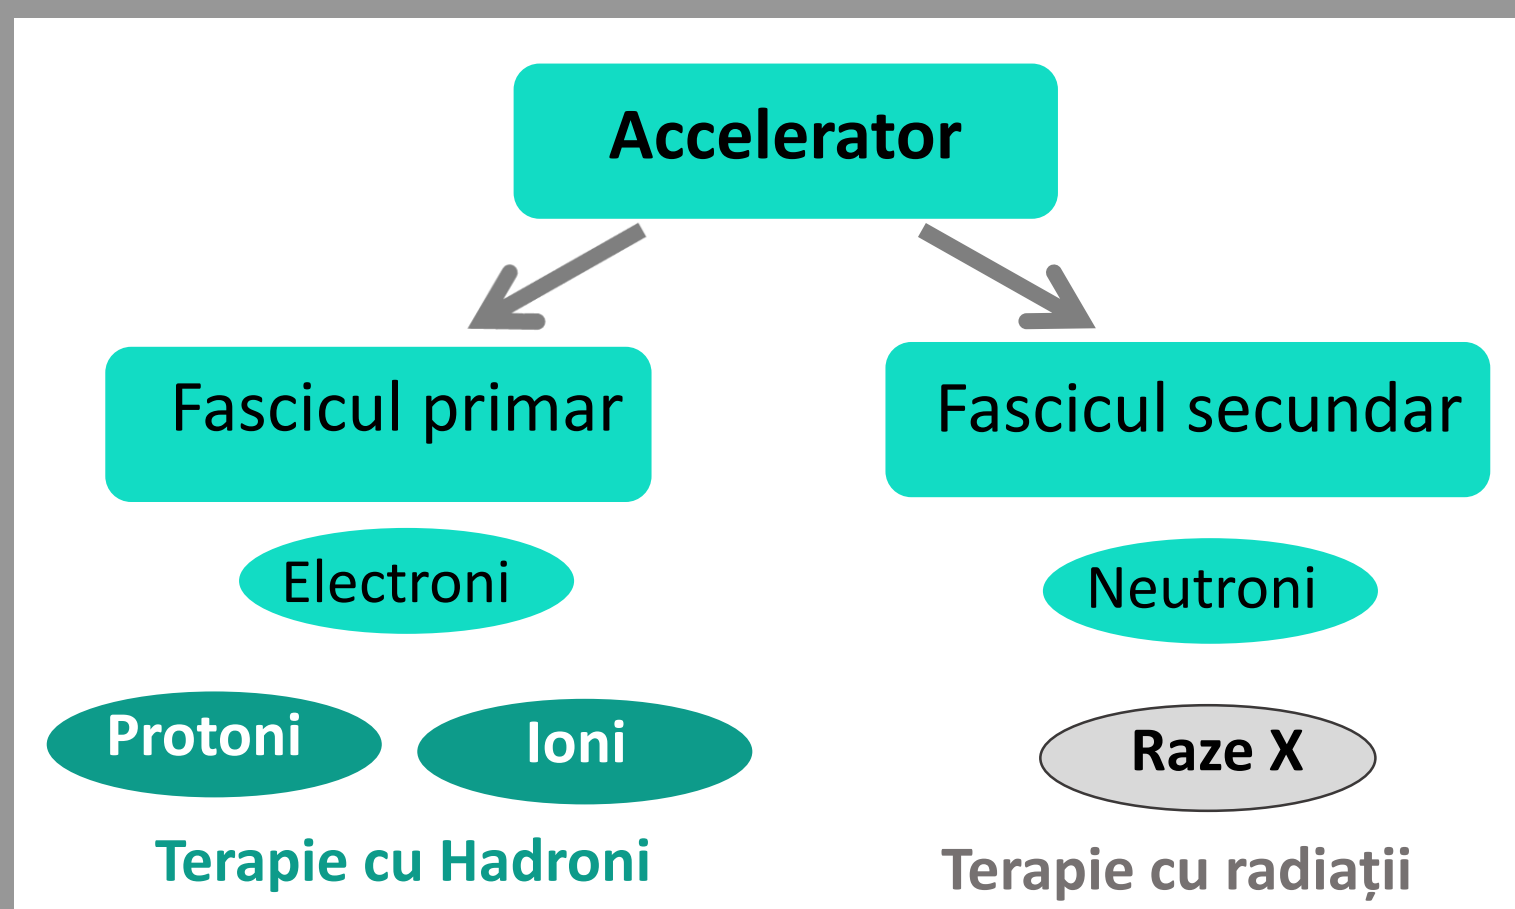 Accelerator
Fascicul primar
Fascicul secundar
Electroni
Neutroni
Protoni
Ioni
Raze X
Terapie cu Hadroni
Terapie cu radiații